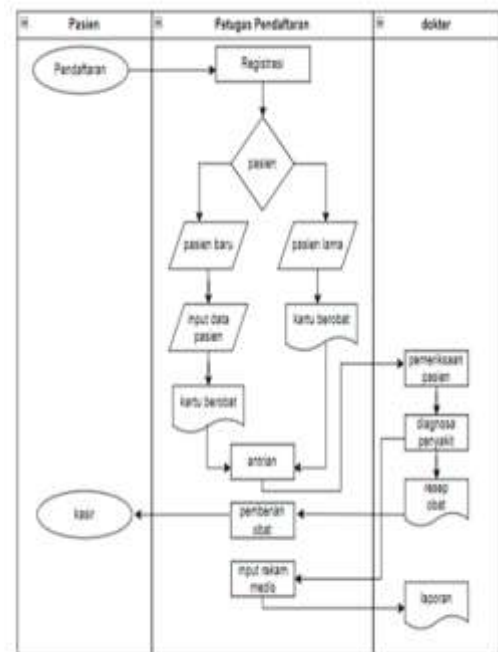 Pasien
Petugas Pendaftaran
dokter
Pendaftaran
Registrasi
pasien
pasien baru
pasien lama
input data
pasien
kartu berobat
kartu berobat
pemeriksaan
pasien
diagnosa
penyakit
antrian
resep
obat
kasir
pemberian
obat
input rekam
medis
laporan